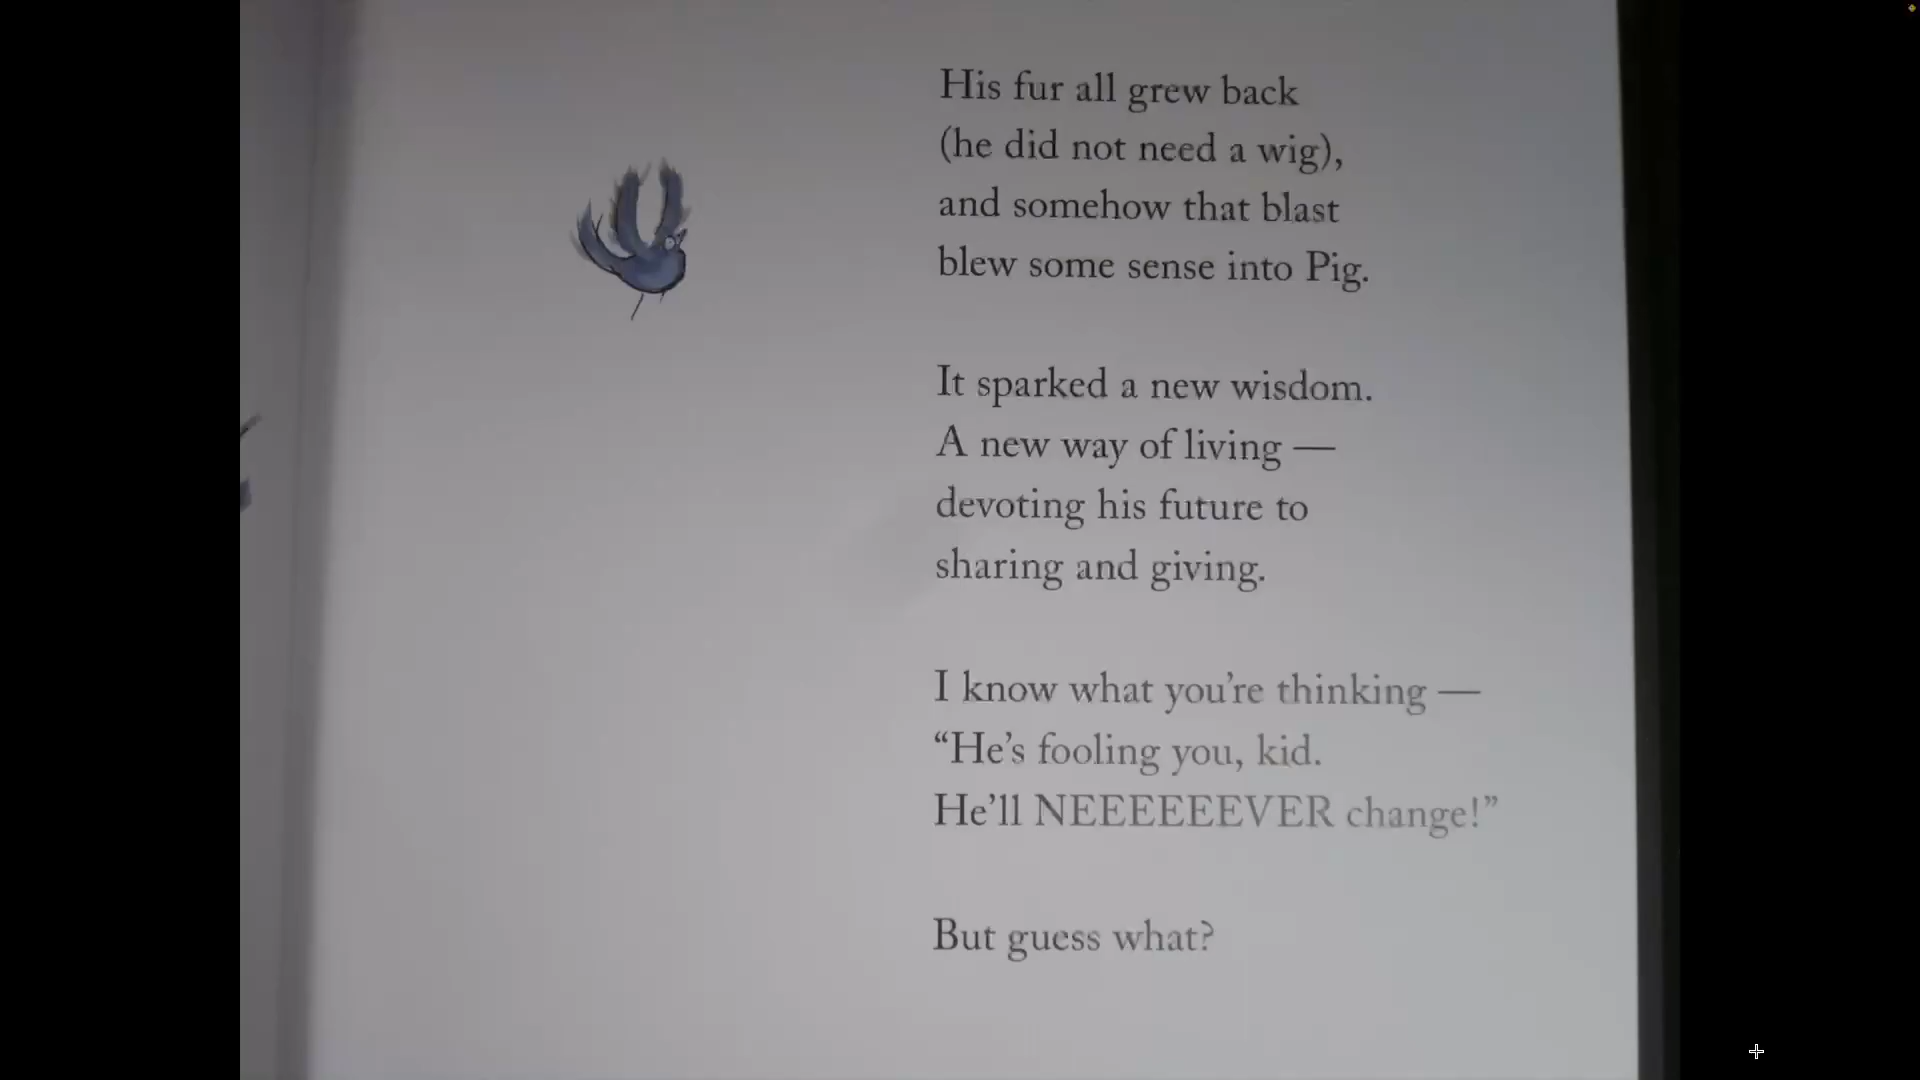 His fur all grew back
(he did not need a wig),
and somehow that blast
blew some sense into Pig.
It sparked a new wisdom.
A new way of living —
devoting his future to
sharing and giving.
I know what you’re thinking —
“He’s fooling you, kid.
He’ll NEEEEEEVER change!”
But guess what?